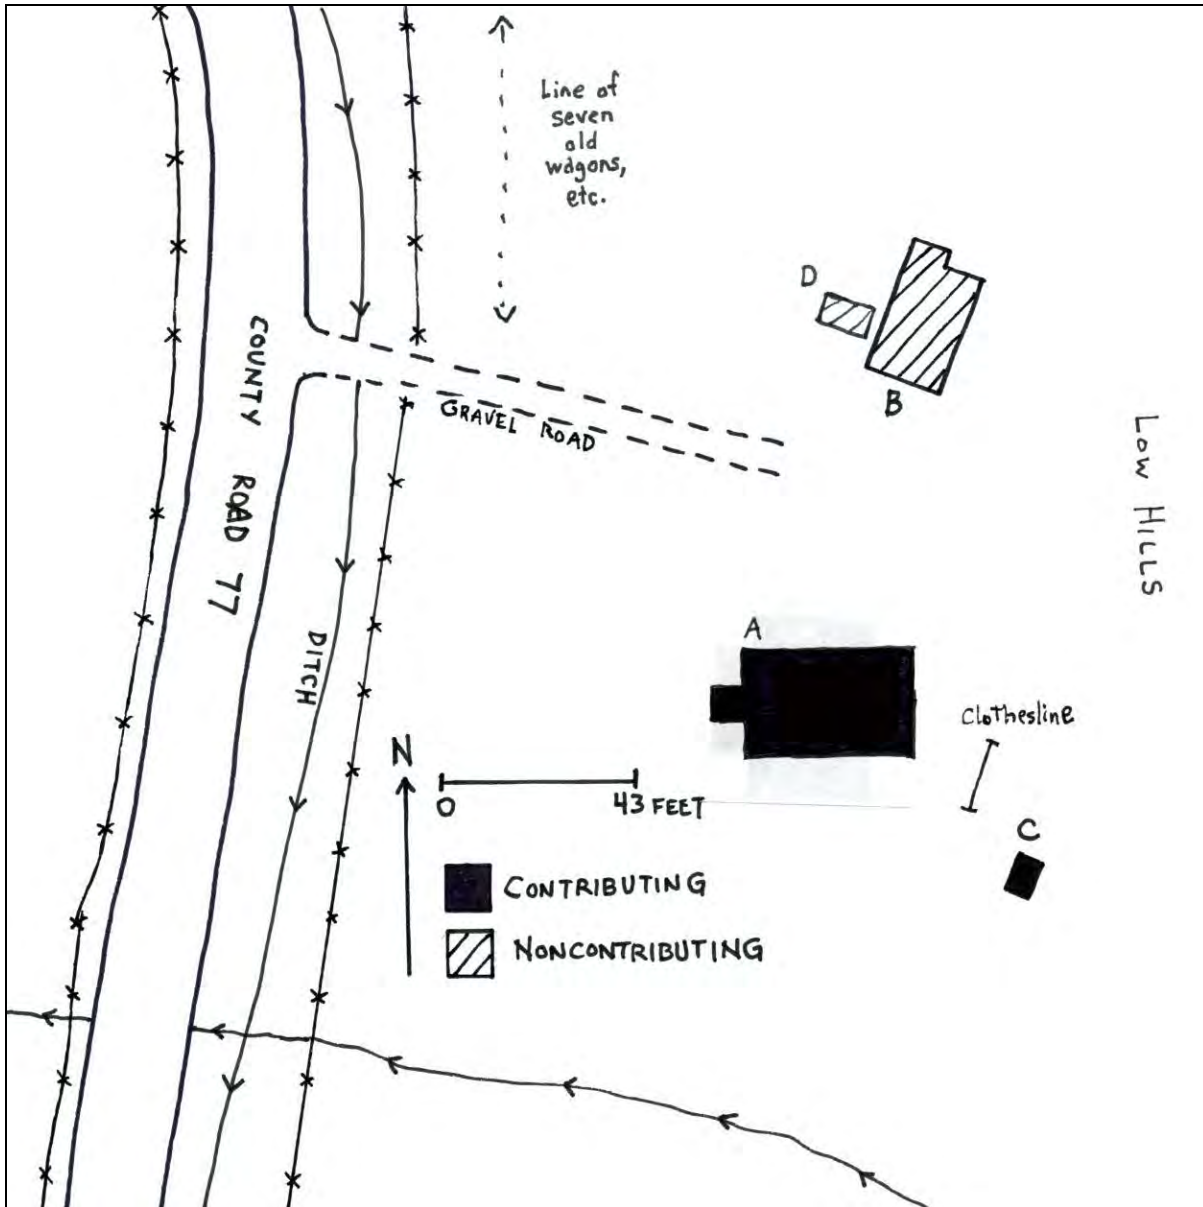 Line of
seven
old
wagons,
etc.
D
B
COUNTY ROAD 77
GRAVEL ROAD
LOW HILLS
DITCH
A
Clothesline
N
0 43 FEET
C
CONTRIBUTING
NONCONTRIBUTING